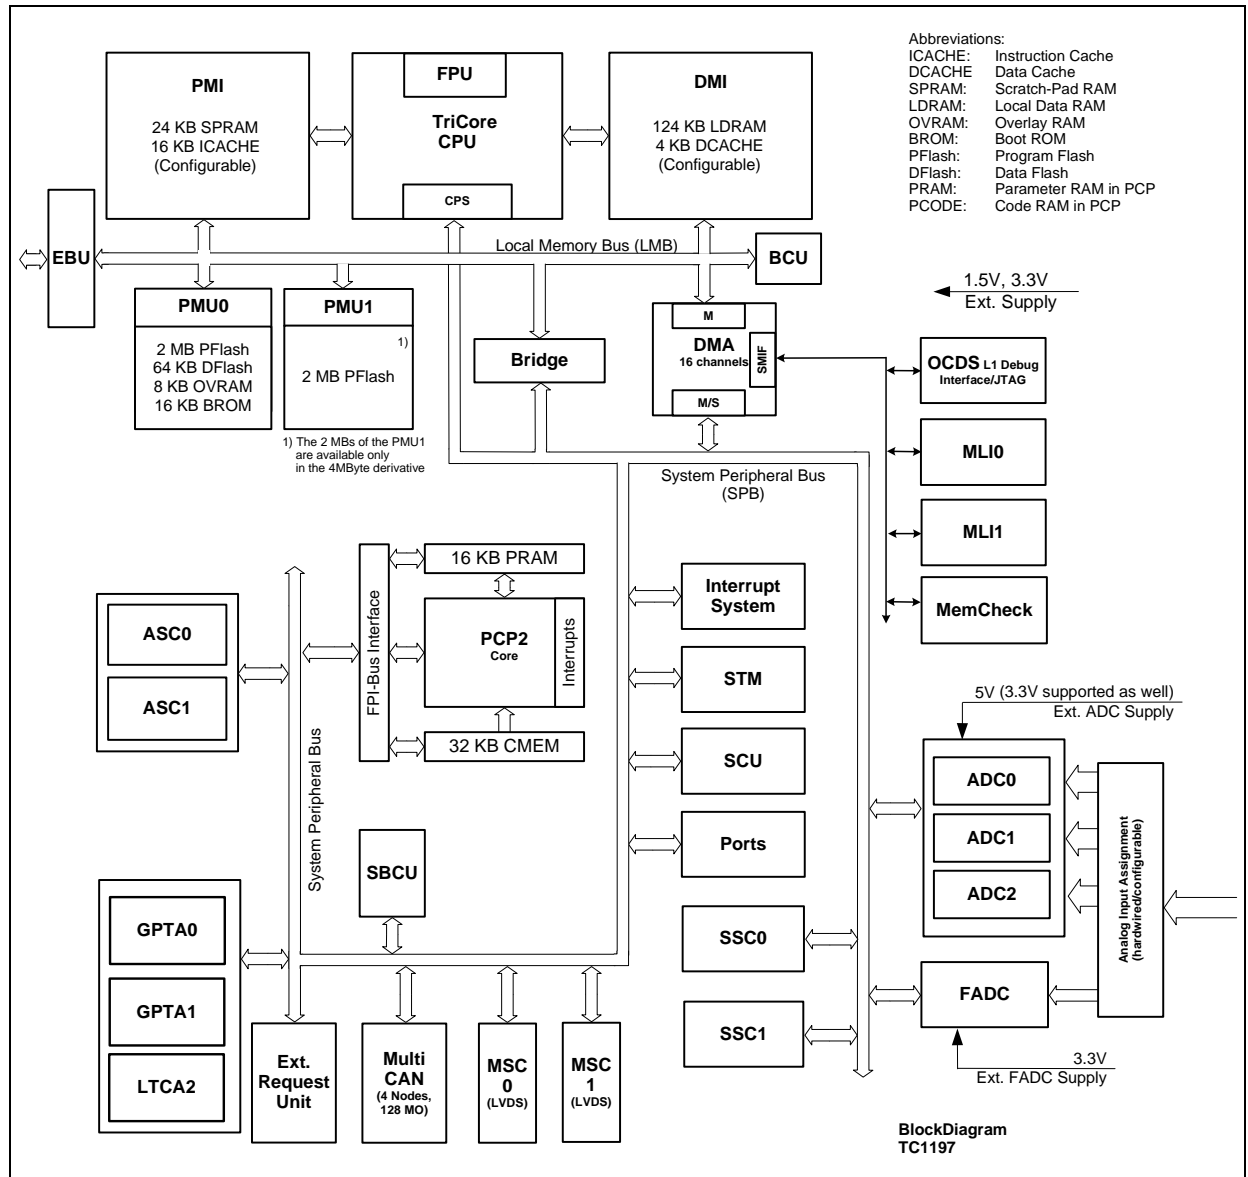 Abbreviations:
ICACHE: Instruction Cache
DCACHE Data Cache
SPRAM: Scratch-Pad RAM
LDRAM: Local Data RAM
OVRAM: Overlay RAM
BROM: Boot ROM
PFlash: Program Flash
DFlash: Data Flash
PRAM: Parameter RAM in PCP
PCODE: Code RAM in PCP
PMI
24 KB SPRAM
16 KB ICACHE
(Configurable)
FPU
TriCore
CPU
CPS
DMI
124 KB LDRAM
4 KB DCACHE
(Configurable)
EBU
Local Memory Bus (LMB)
BCU
1.5V, 3.3V
Ext. Supply
PMU0
2 MB PFlash
64 KB DFlash
8 KB OVRAM
16 KB BROM
PMU1
1)
2 MB PFlash
1) The 2 MBs of the PMU1
are available only
in the 4MByte derivative
Bridge
M
DMA
16 channels
SMIF
M/S
OCDS L1 Debug
Interface/JTAG
MLI0
MLI1
MemCheck
System Peripheral Bus
(SPB)
FPI-Bus Interface
16 KB PRAM
PCP2
Core
Interrupts
32 KB CMEM
Interrupt
System
STM
SCU
Ports
SSC0
SSC1
ASC0
ASC1
System Peripheral Bus
SBCU
5V (3.3V supported as well)
Ext. ADC Supply
ADC0
ADC1
ADC2
Analog Input Assignment
(hardwired/configurable)
FADC
3.3V
Ext. FADC Supply
GPTA0
GPTA1
LTCA2
Ext.
Request
Unit
Multi
CAN
(4 Nodes,
128 MO)
MSC
0
(LVDS)
MSC
1
(LVDS)
BlockDiagram
TC1197